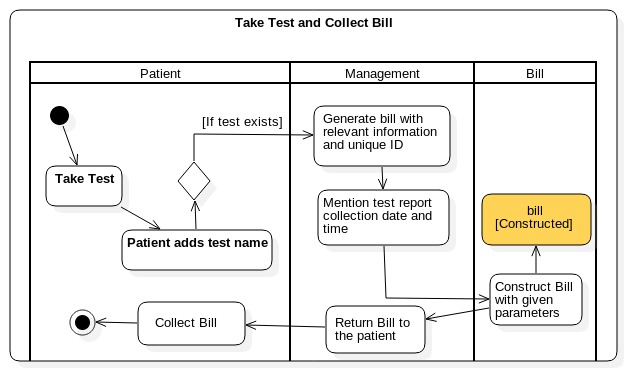 Take Test and Collect Bill
Patient
Management
Bill
[If test exists]
Generate bill with
relevant information
and unique ID
Take Test
Mention test report
collection date and
time
bill
[Constructed]
Patient adds test name
Construct Bill
with given
parameters
Collect Bill
Return Bill to
the patient